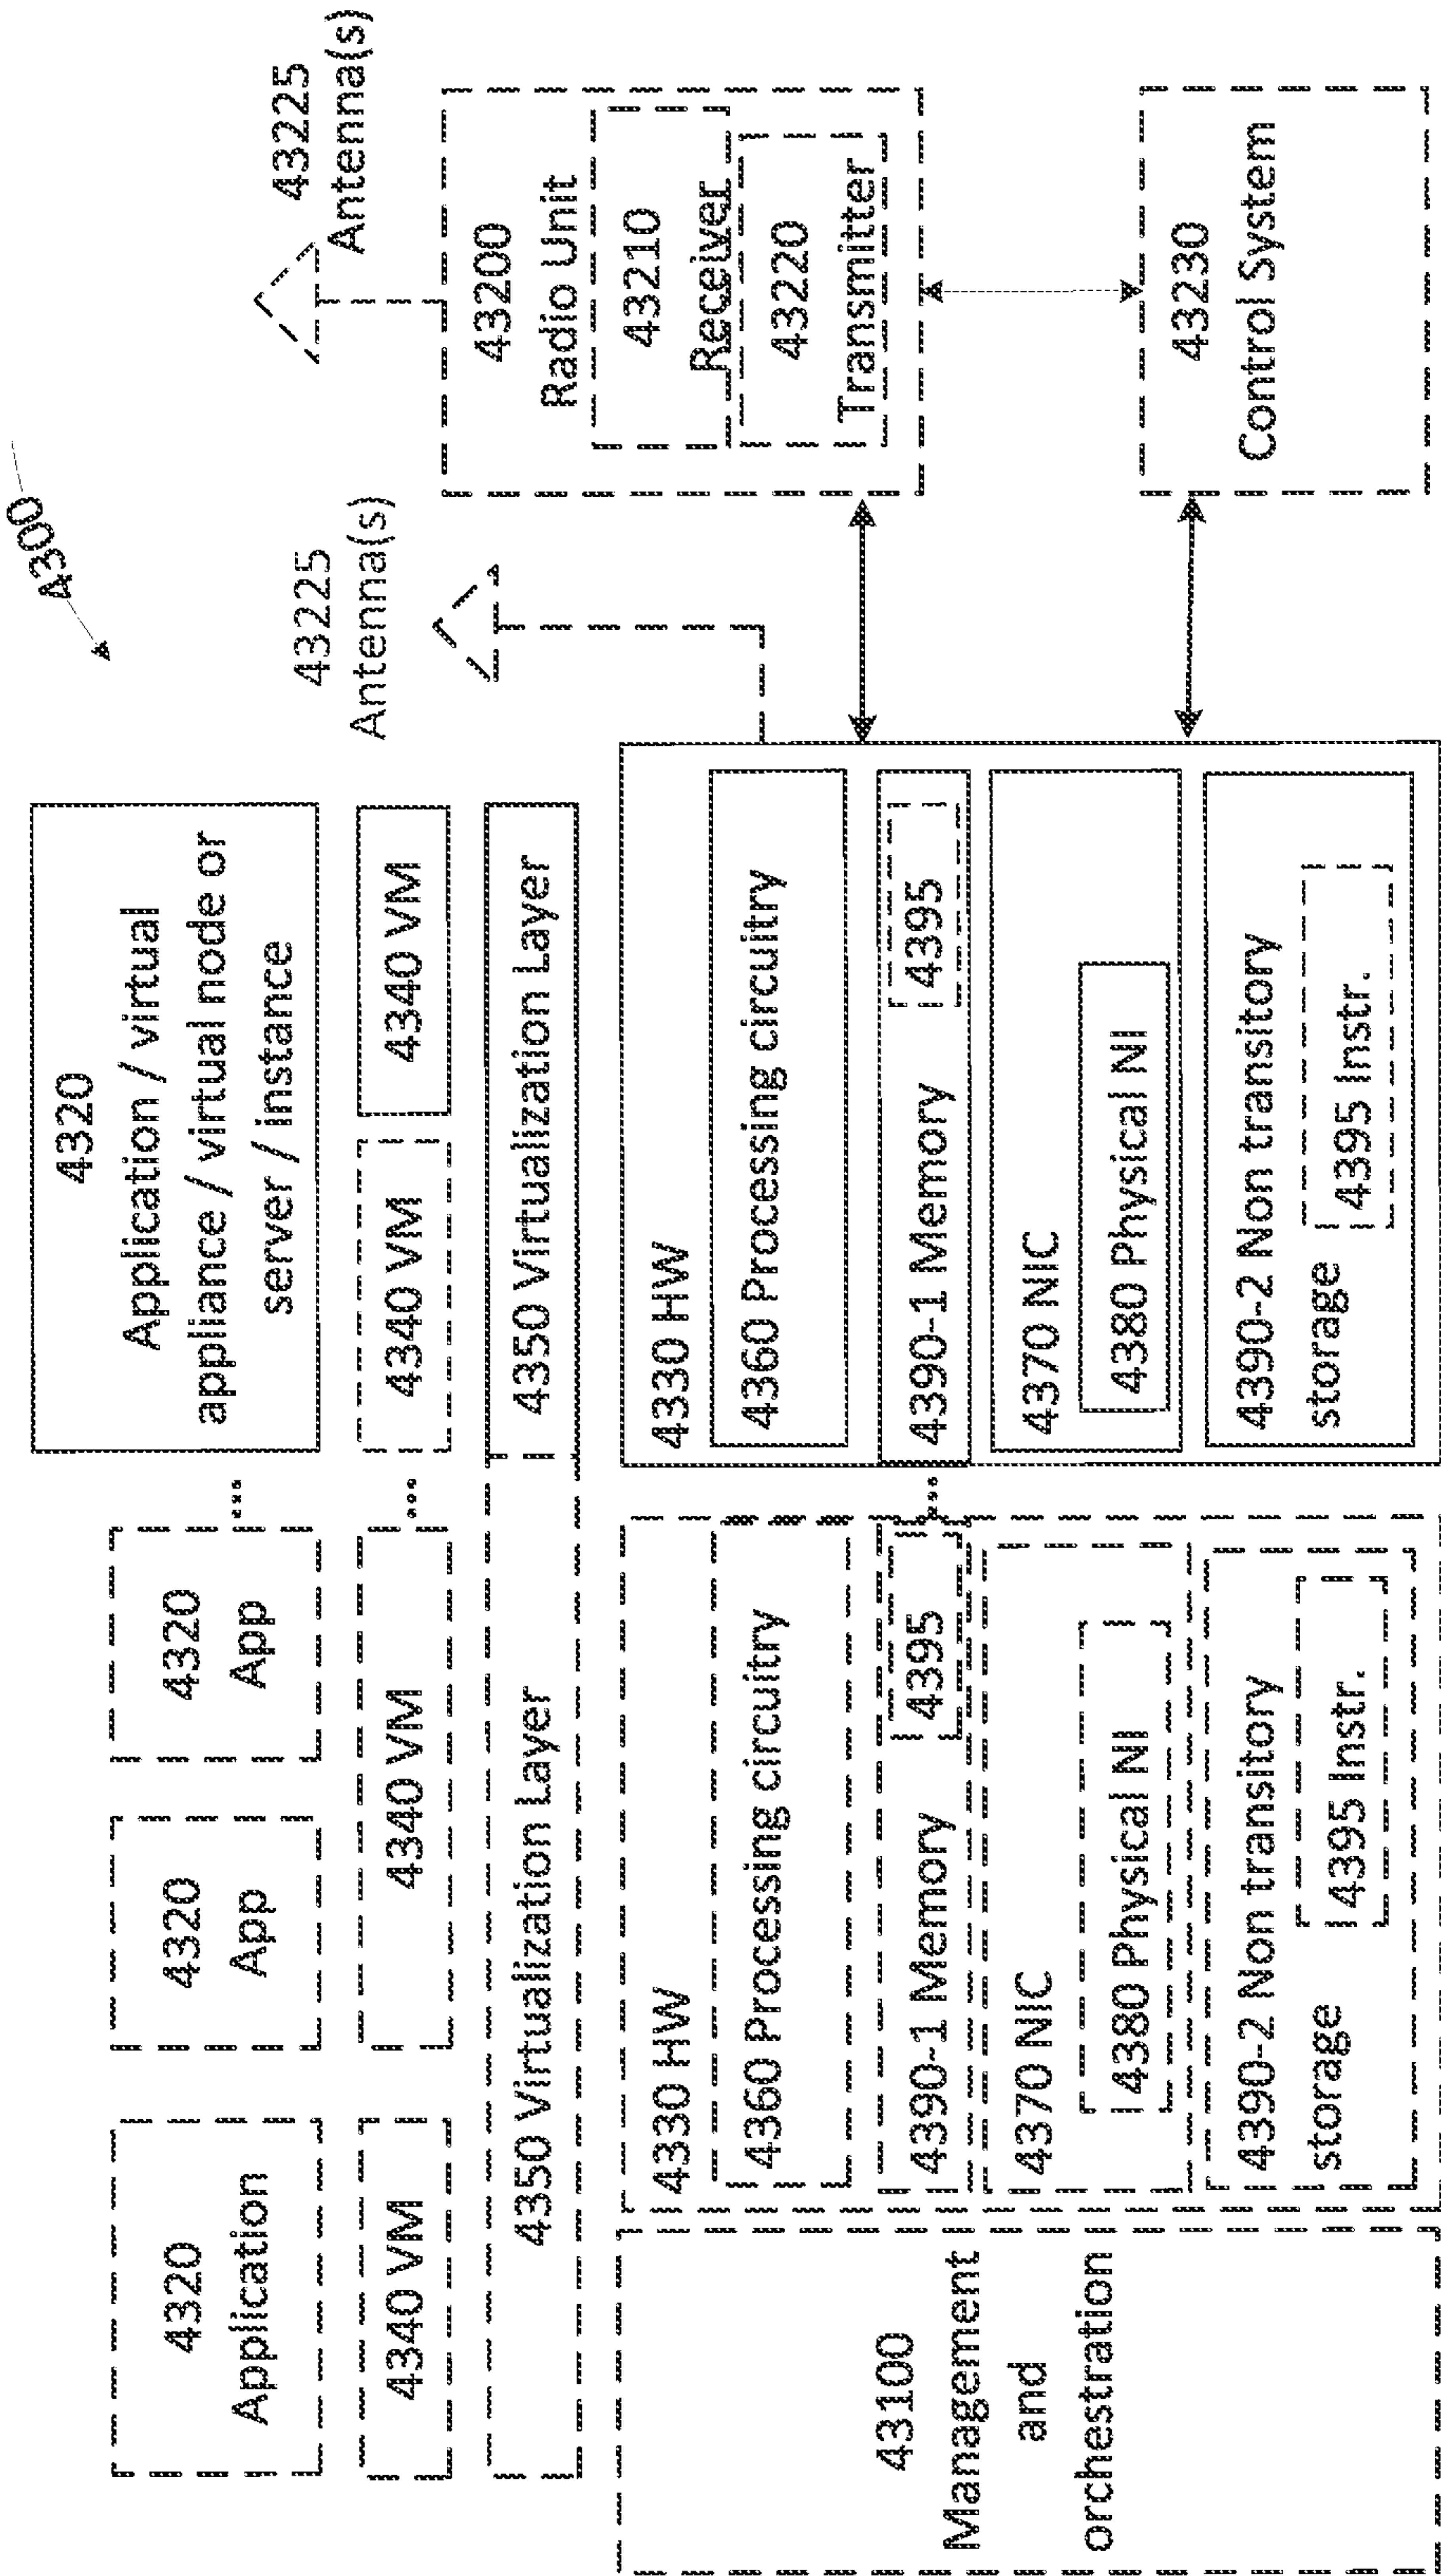 4300
4320
Application
4320
App
4320
App
...
4320
Application / virtual
appliance / virtual node or
server / instance
4340 VM
4340 VM
...
4340 VM
4340 VM
4350 Virtualization Layer
4350 Virtualization Layer
43225
Antenna(s)
43225
Antenna(s)
43100
Management
and
orchestration
4330 HW
4360 Processing circuitry
4390-1 Memory
4395
4370 NIC
4380 Physical NI
4390-2 Non transitory
storage
4395 Instr.
...
4330 HW
4360 Processing circuitry
4390-1 Memory
4395
4370 NIC
4380 Physical NI
4390-2 Non transitory
storage
4395 Instr.
43200
Radio Unit
43210
Receiver
43220
Transmitter
43230
Control System